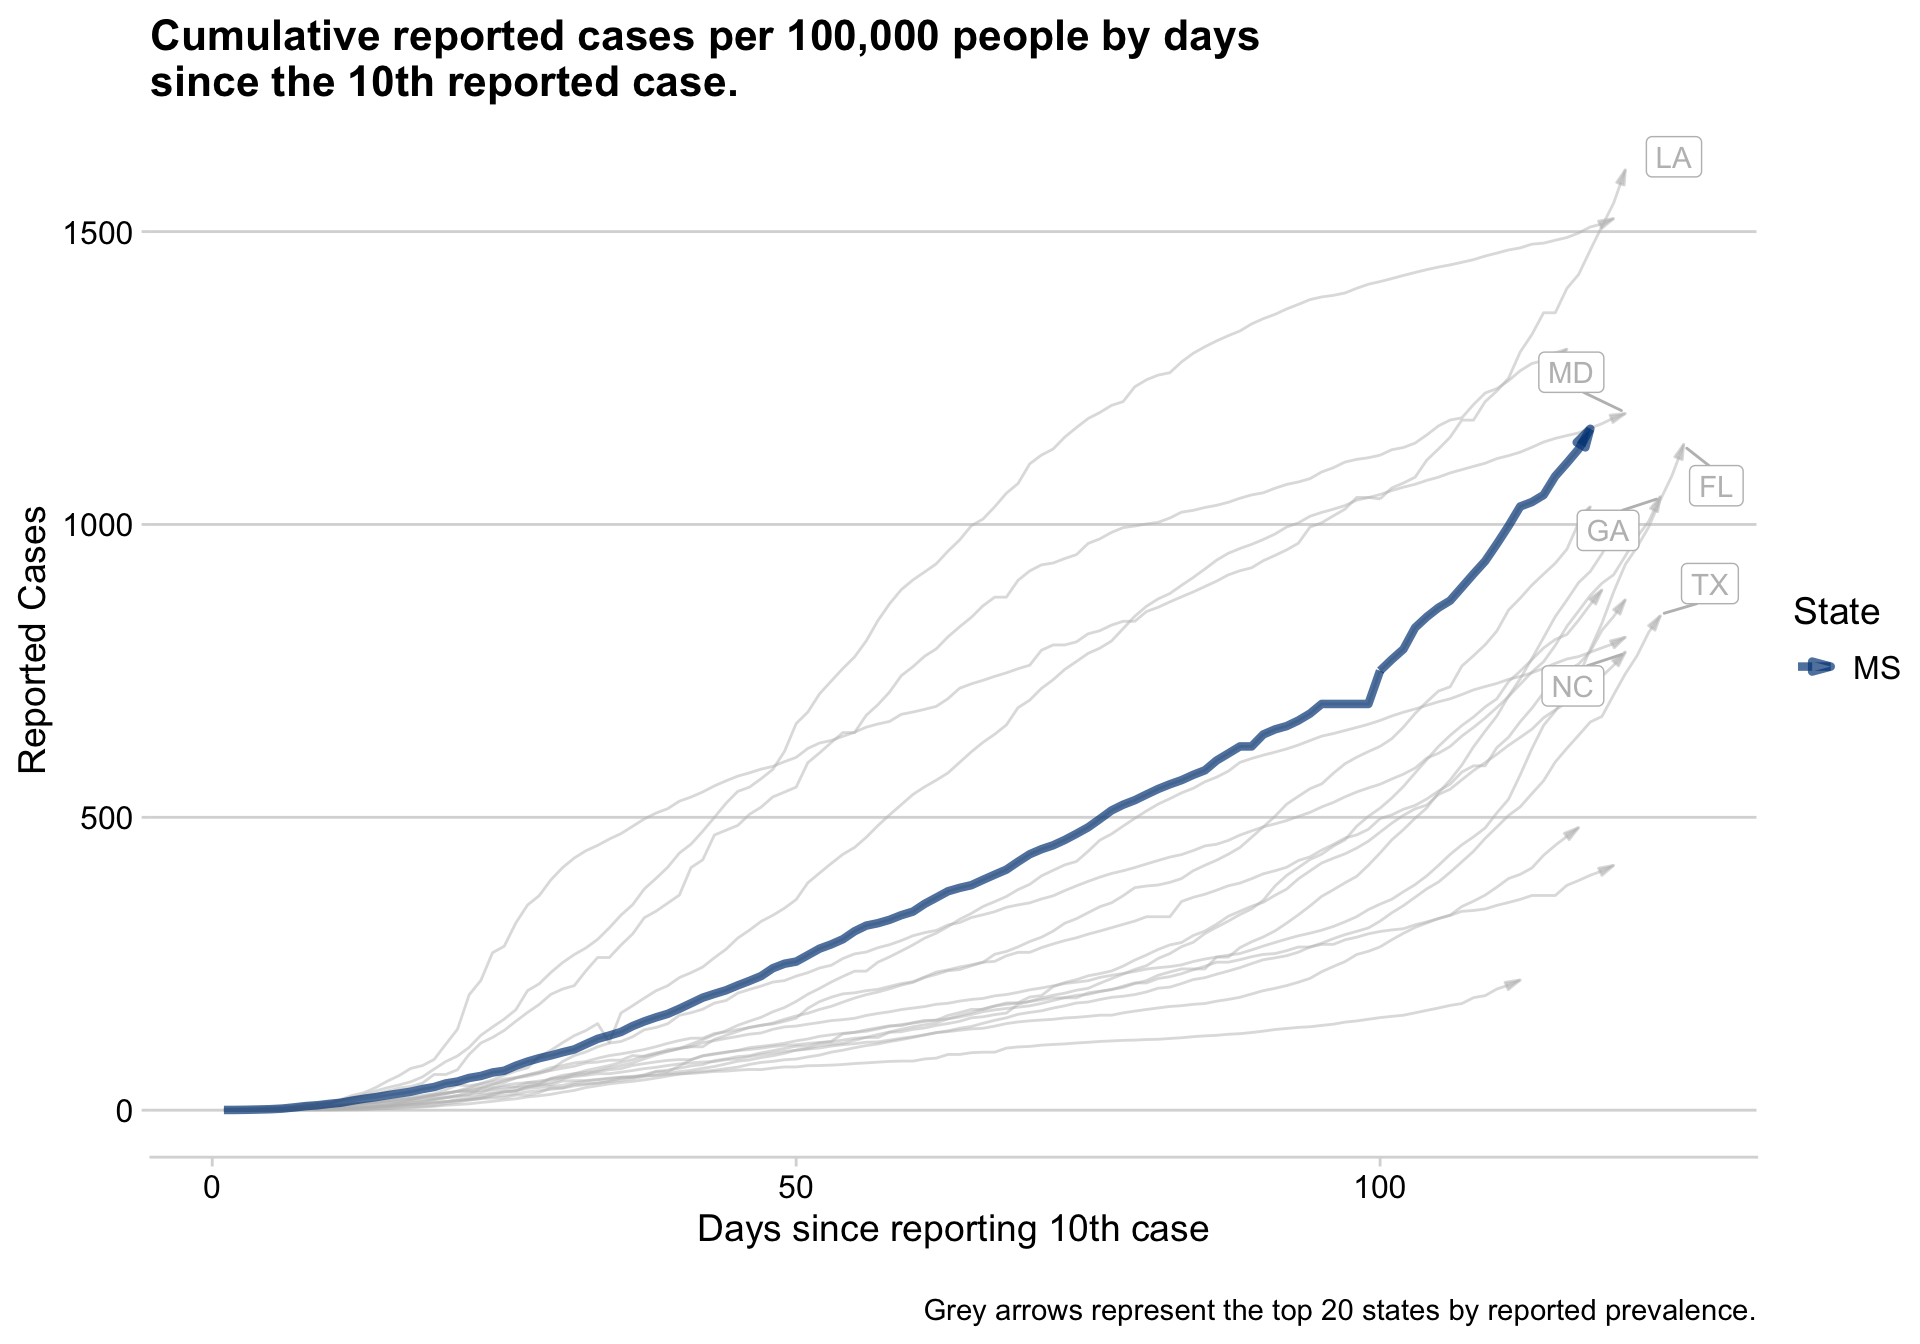 Cumulative reported cases per 100,000 people by days
since the 10th reported case.
LA
1500
MD
FL
1000
GA
TX
NC
500
0
Reported Cases
State
MS
0 50 100
Days since reporting 10th case
Grey arrows represent the top 20 states by reported prevalence.